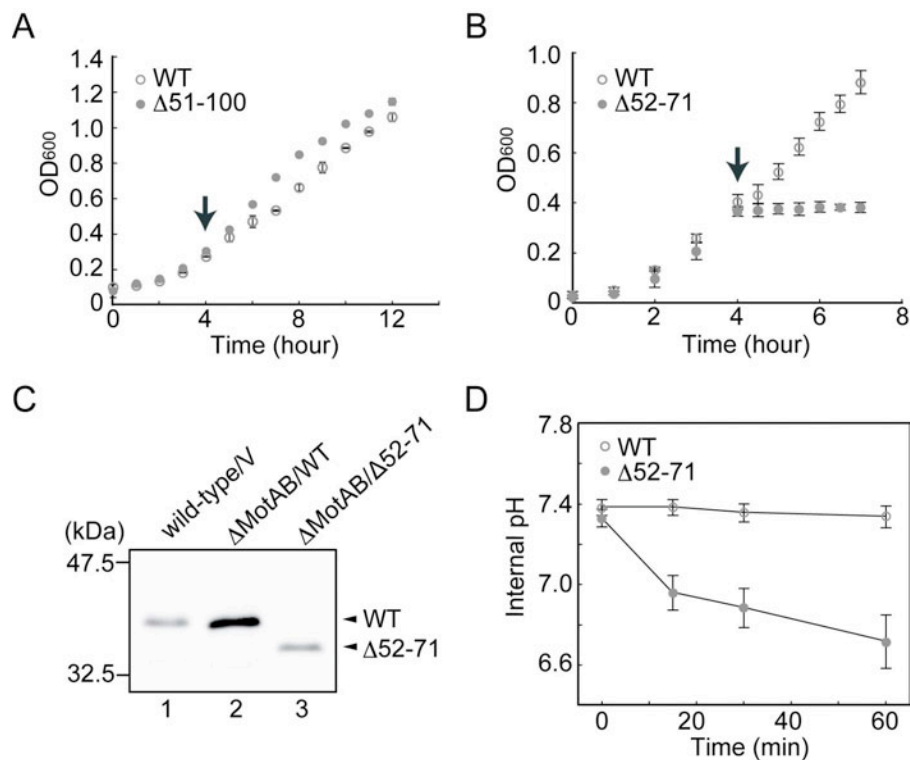 A
1.4
1.2
1.0
0.8
0.6
0.4
0.2
0
OD600
WT
Δ51-100
0
4
8
12
Time (hour)
B
1.0
0.8
0.6
0.4
0.2
0
OD600
WT
Δ52-71
0
2
4
6
8
Time (hour)
C
wild-type/V
ΔMotAB/WT
ΔMotAB/Δ52-71
(kDa)
47.5
32.5
WT
Δ52-71
1
2
3
D
7.8
7.4
7.0
6.6
Internal pH
WT
Δ52-71
0
20
40
60
Time (min)